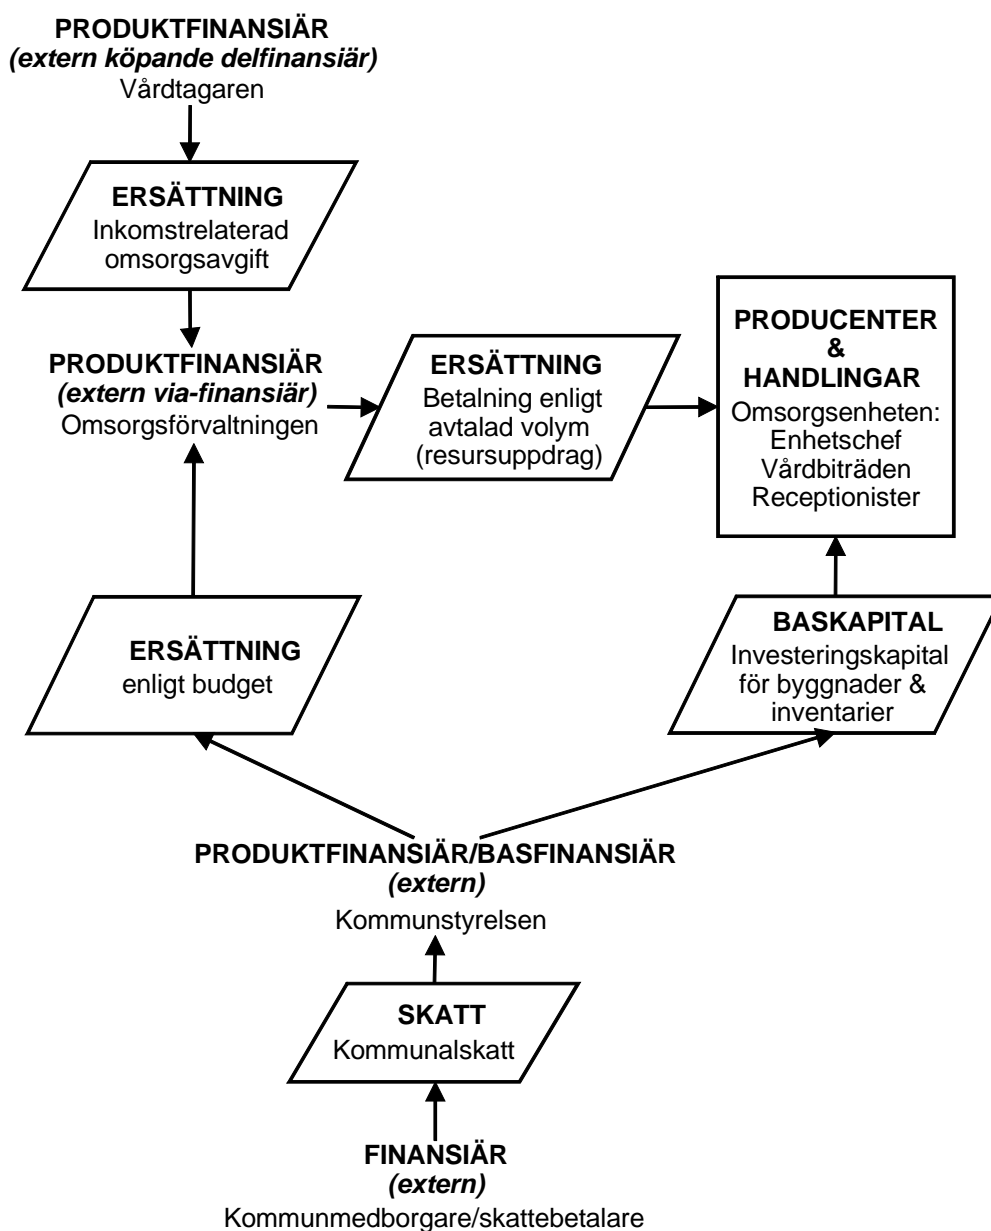 PRODUKTFINANSIÄR
(extern köpande delfinansiär)
Vårdtagaren
ERSÄTTNING
Inkomstrelaterad
omsorgsavgift
PRODUKTFINANSIÄR
(extern via-finansiär)
Omsorgsförvaltningen
ERSÄTTNING
Betalning enligt
avtalad volym
(resursuppdrag)
PRODUCENTER
&
HANDLINGAR
Omsorgsenheten:
Enhetschef
Vårdbiträden
Receptionister
ERSÄTTNING
enligt budget
BASKAPITAL
Investeringskapital
för byggnader &
inventarier
PRODUKTFINANSIÄR/BASFINANSIÄR
(extern)
Kommunstyrelsen
SKATT
Kommunalskatt
FINANSIÄR
(extern)
Kommunmedborgare/skattebetalare